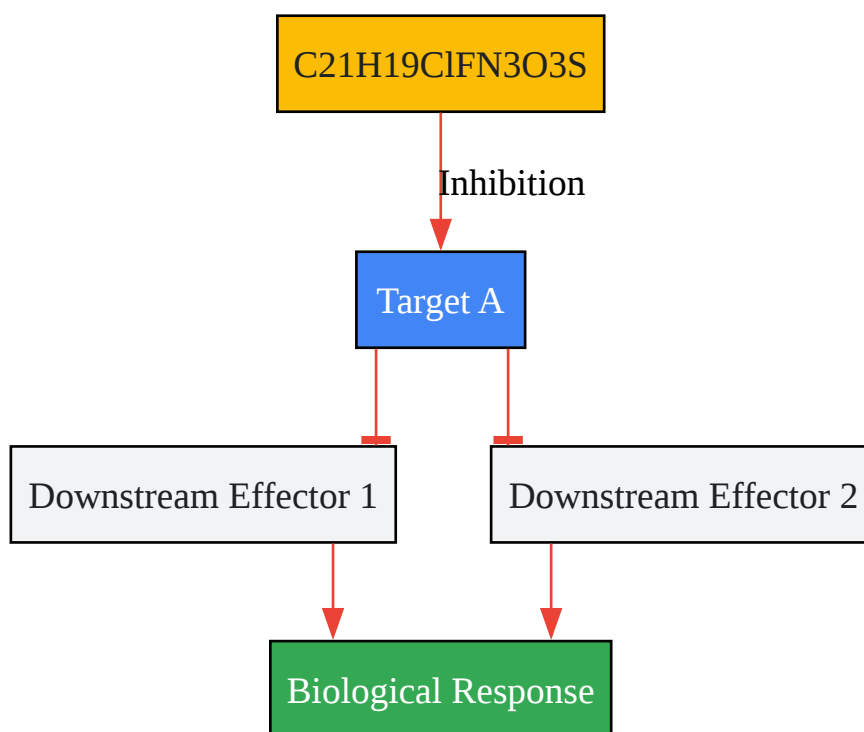 C21H19ClFN3O3S
Inhibition
Target A
Downstream Effector 1
Downstream Effector 2
Biological Response